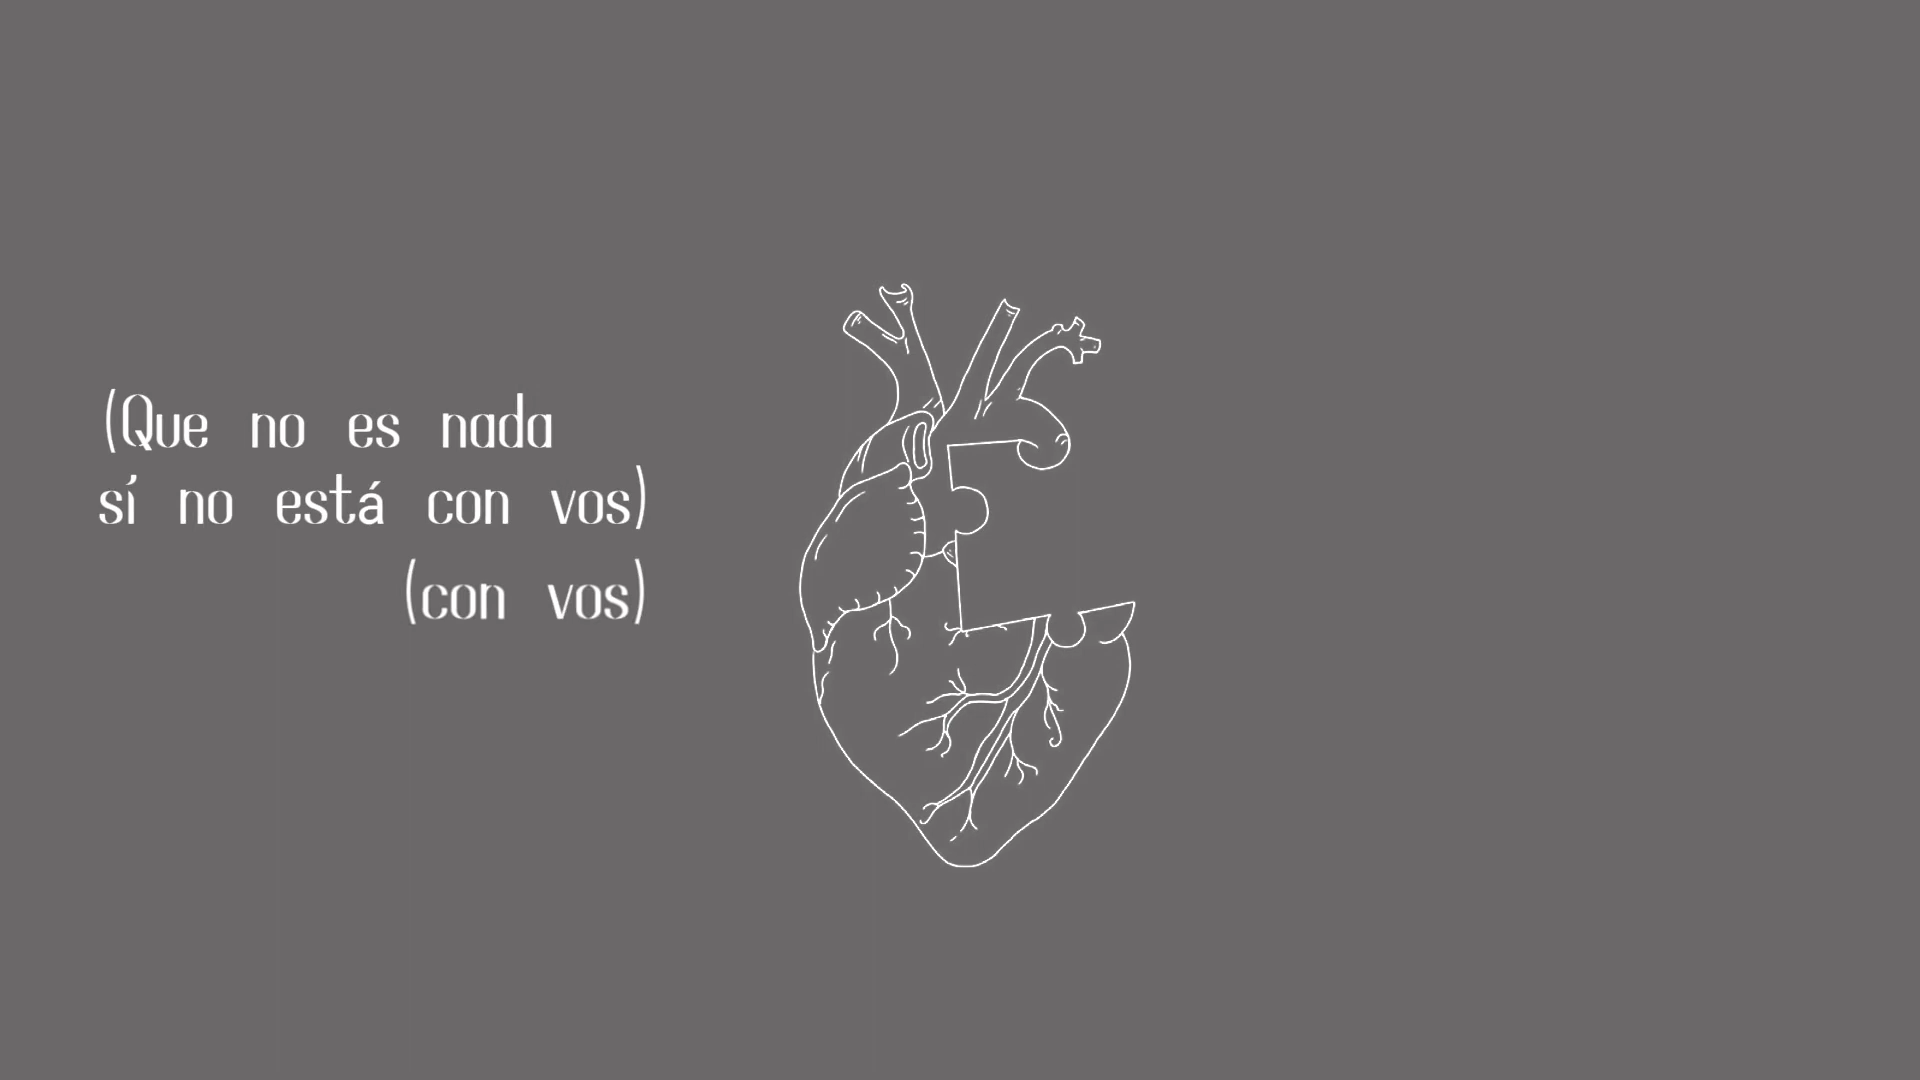 (Que no es nada
sí no está con vos)
(con vos)